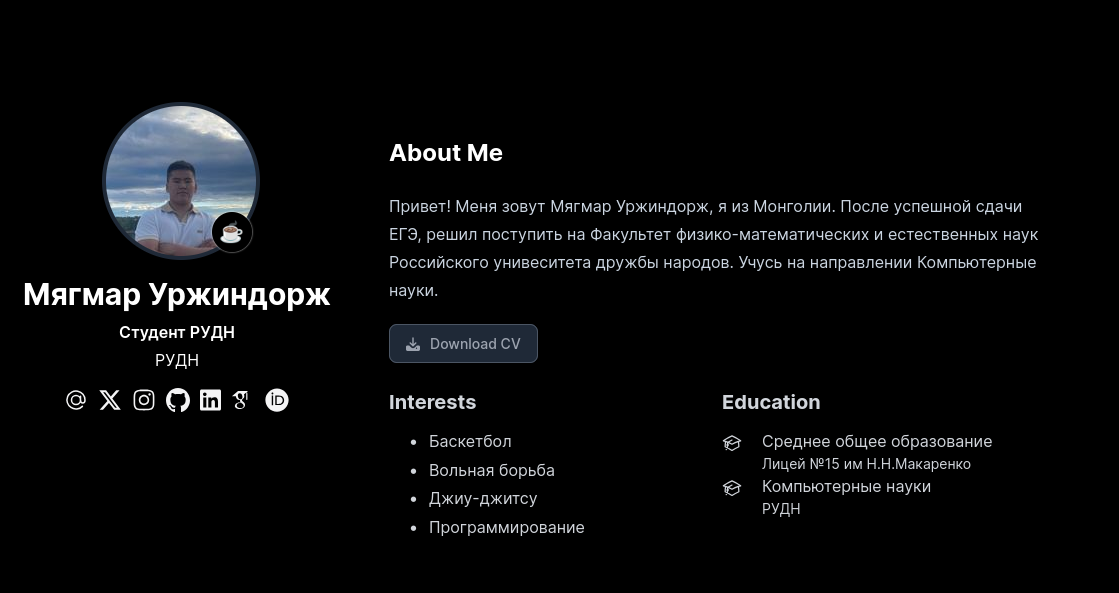 Мягмар Уржиндорж
Студент РУДН
РУДН
About Me
Привет! Меня зовут Мягмар Уржиндорж, я из Монголии. После успешной сдачи
ЕГЭ, решил поступить на Факультет физико-математических и естественных наук
Российского унивеситета дружбы народов. Учусь на направлении Компьютерные
науки.
Download CV
Interests
Баскетбол
Вольная борьба
Джиу-джитсу
Программирование
Education
Среднее общее образование
Лицей №15 им Н.Н.Макаренко
Компьютерные науки
РУДН